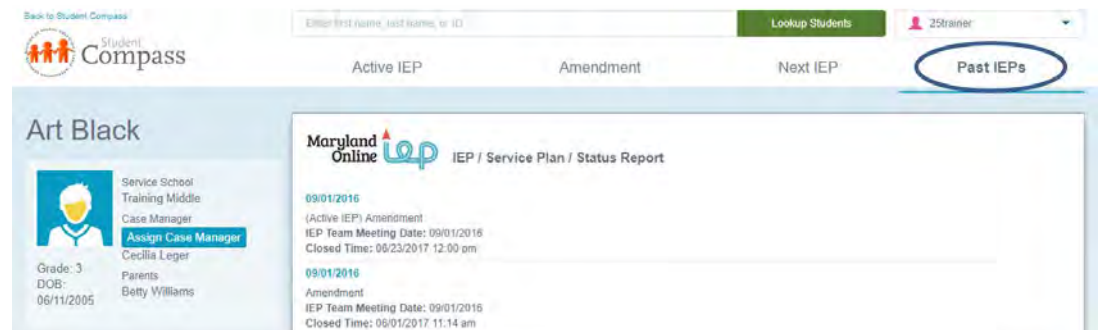 Back to Student Compass
Enter first name, last name, or ID
Lookup Students
25trainer
Student
Compass
Active IEP
Amendment
Next IEP
Past IEPs
Art Black
Service School
Training Middle
Case Manager
Assign Case Manager
Cecilia Leger
Parents
Betty Williams
Grade: 3
DOB:
06/11/2005
Maryland
Online iep
IEP / Service Plan / Status Report
09/01/2016
(Active IEP) Amendment
IEP Team Meeting Date: 09/01/2016
Closed Time: 06/23/2017 12:00 pm
09/01/2016
Amendment
IEP Team Meeting Date: 09/01/2016
Closed Time: 06/01/2017 11:14 am